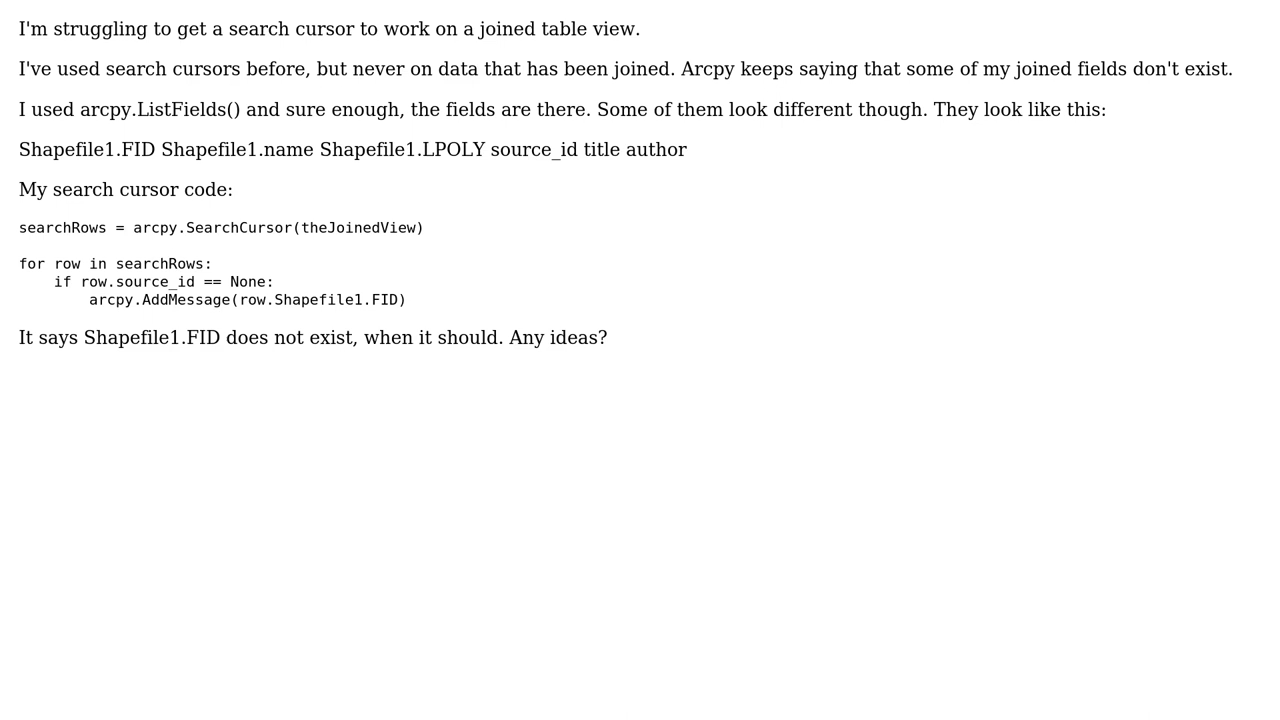 I'm struggling to get a search cursor to work on a joined table view.
I've used search cursors before, but never on data that has been joined. Arcpy keeps saying that some of my joined fields don't exist.
I used arcpy.ListFields() and sure enough, the fields are there. Some of them look different though. They look like this:
Shapefile1.FID Shapefile1.name Shapefile1.LPOLY source_id title author
My search cursor code:
searchRows = arcpy.SearchCursor(theJoinedView)
for row in searchRows:
    if row.source_id == None:
        arcpy.AddMessage(row.Shapefile1.FID)
It says Shapefile1.FID does not exist, when it should. Any ideas?